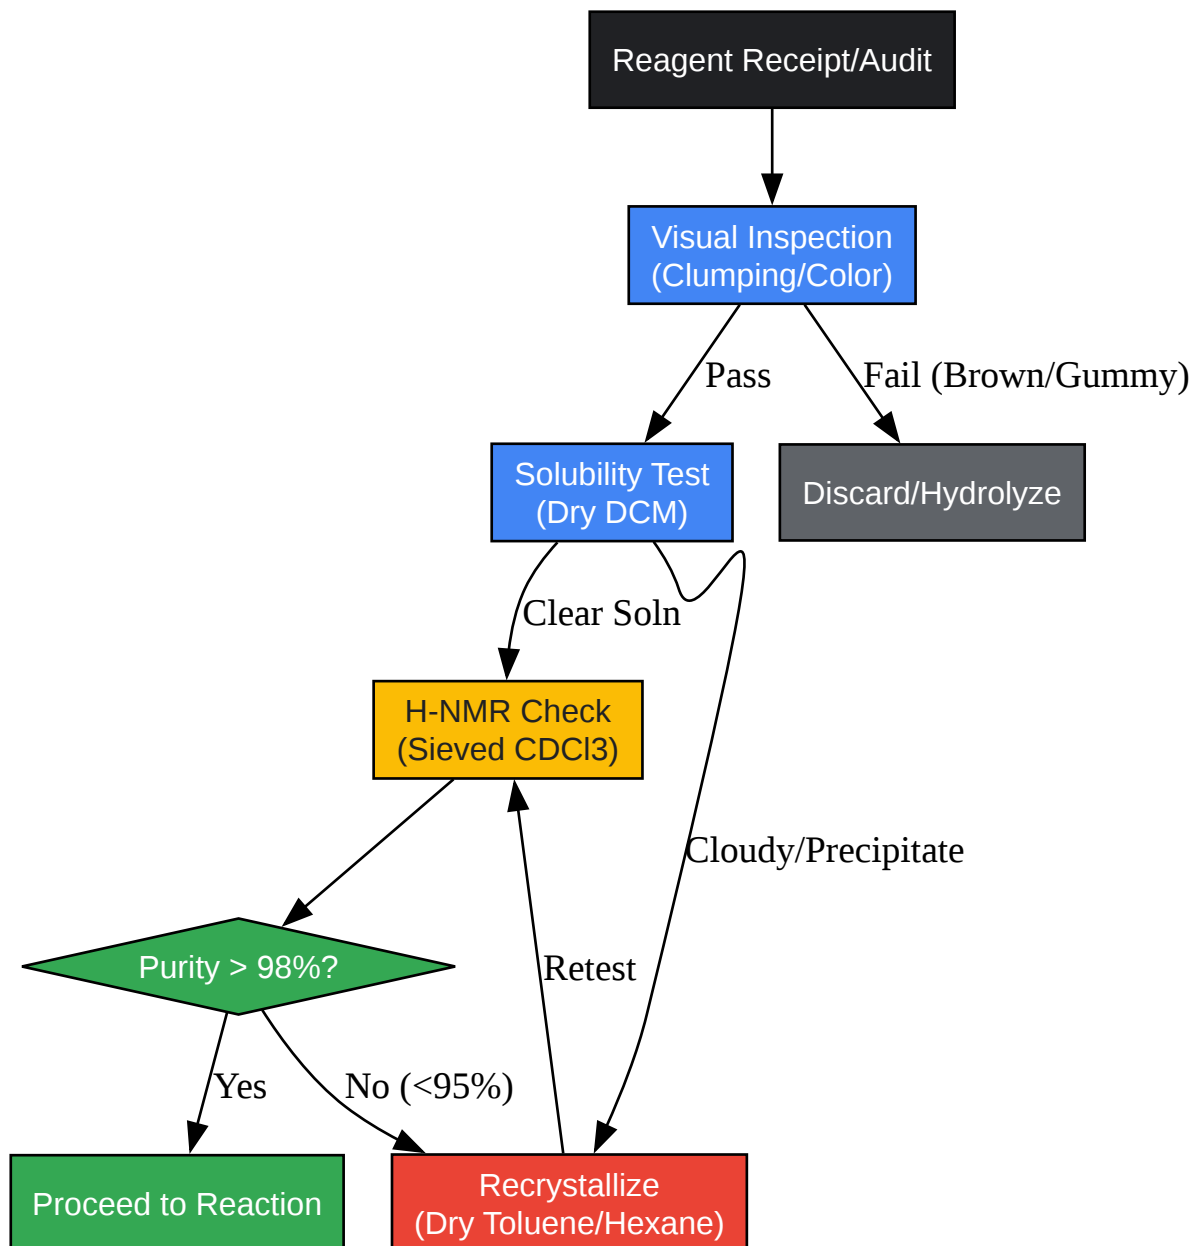 Reagent Receipt/Audit
Visual Inspection
(Clumping/Color)
Pass
Fail (Brown/Gummy)
Solubility Test
(Dry DCM)
Discard/Hydrolyze
Clear Soln
H-NMR Check
(Sieved CDCl3)
Cloudy/Precipitate
Purity > 98%?
Retest
Yes
No (<95%)
Proceed to Reaction
Recrystallize
(Dry Toluene/Hexane)